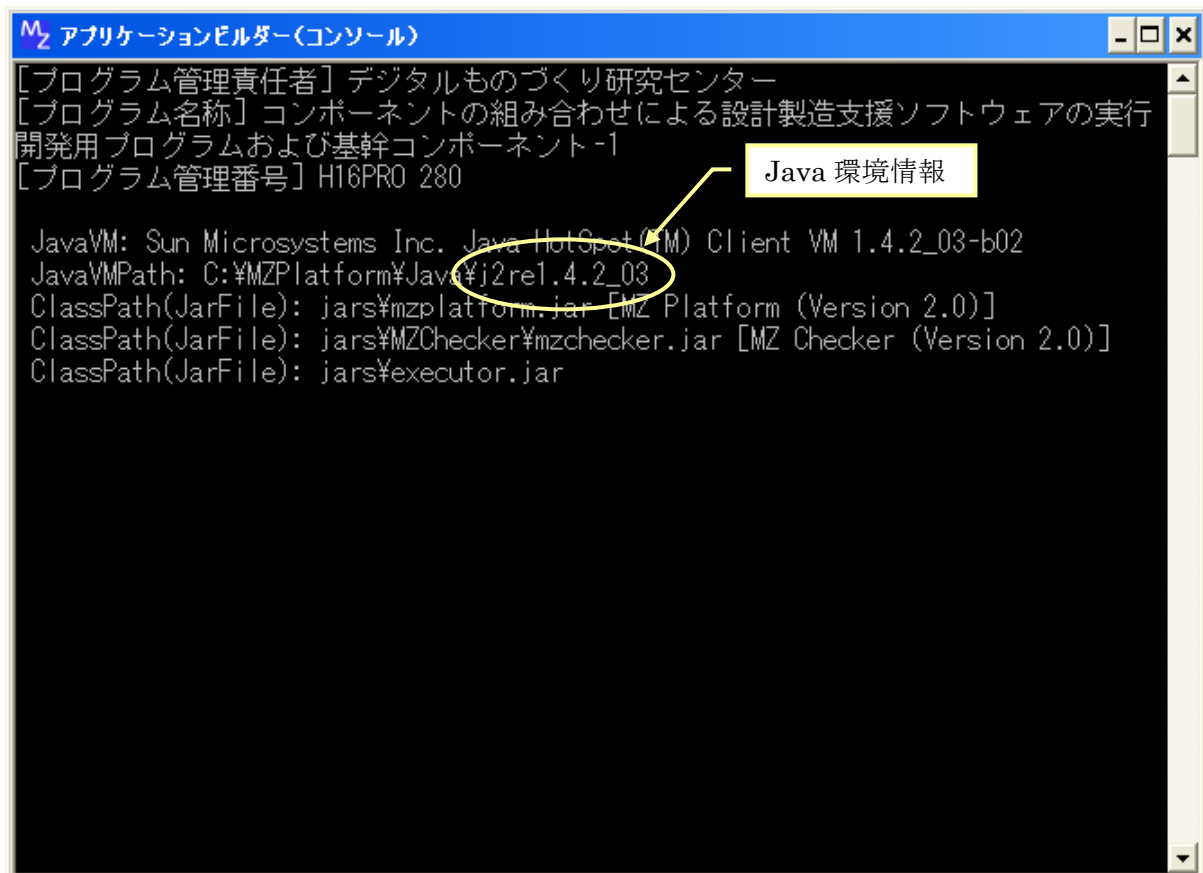 アプリケーションビルダー(コンソール)
[プログラム管理責任者] デジタルものづくり研究センター
[プログラム名称] コンポーネントの組み合わせによる設計製造支援ソフトウェアの実行
開発用プログラムおよび基幹コンポーネント-1
[プログラム管理番号] H16PRO 280
Java 環境情報
JavaVM: Sun Microsystems Inc. Java HotSpot(TM) Client VM 1.4.2_03-b02
JavaVMPath: C:¥MZPlatform¥Java¥j2re1.4.2_03
ClassPath(JarFile): jars¥mzplatform.jar [MZ Platform (Version 2.0)]
ClassPath(JarFile): jars¥MZChecker¥mzchecker.jar [MZ Checker (Version 2.0)]
ClassPath(JarFile): jars¥executor.jar